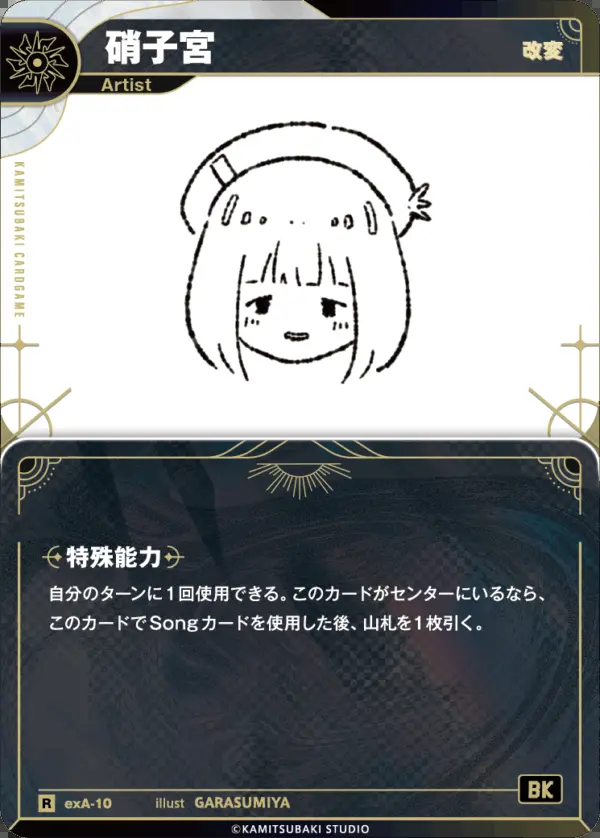 硝子宮
改変
Artist
KAMITSUBAKI CARDGAME
特殊能力
自分のターンに1回使用できる。このカードがセンターにいるなら、
このカードでSongカードを使用した後、山札を1枚引く。
BK
R exA-10 illust GARASUMIYA
©KAMITSUBAKI STUDIO